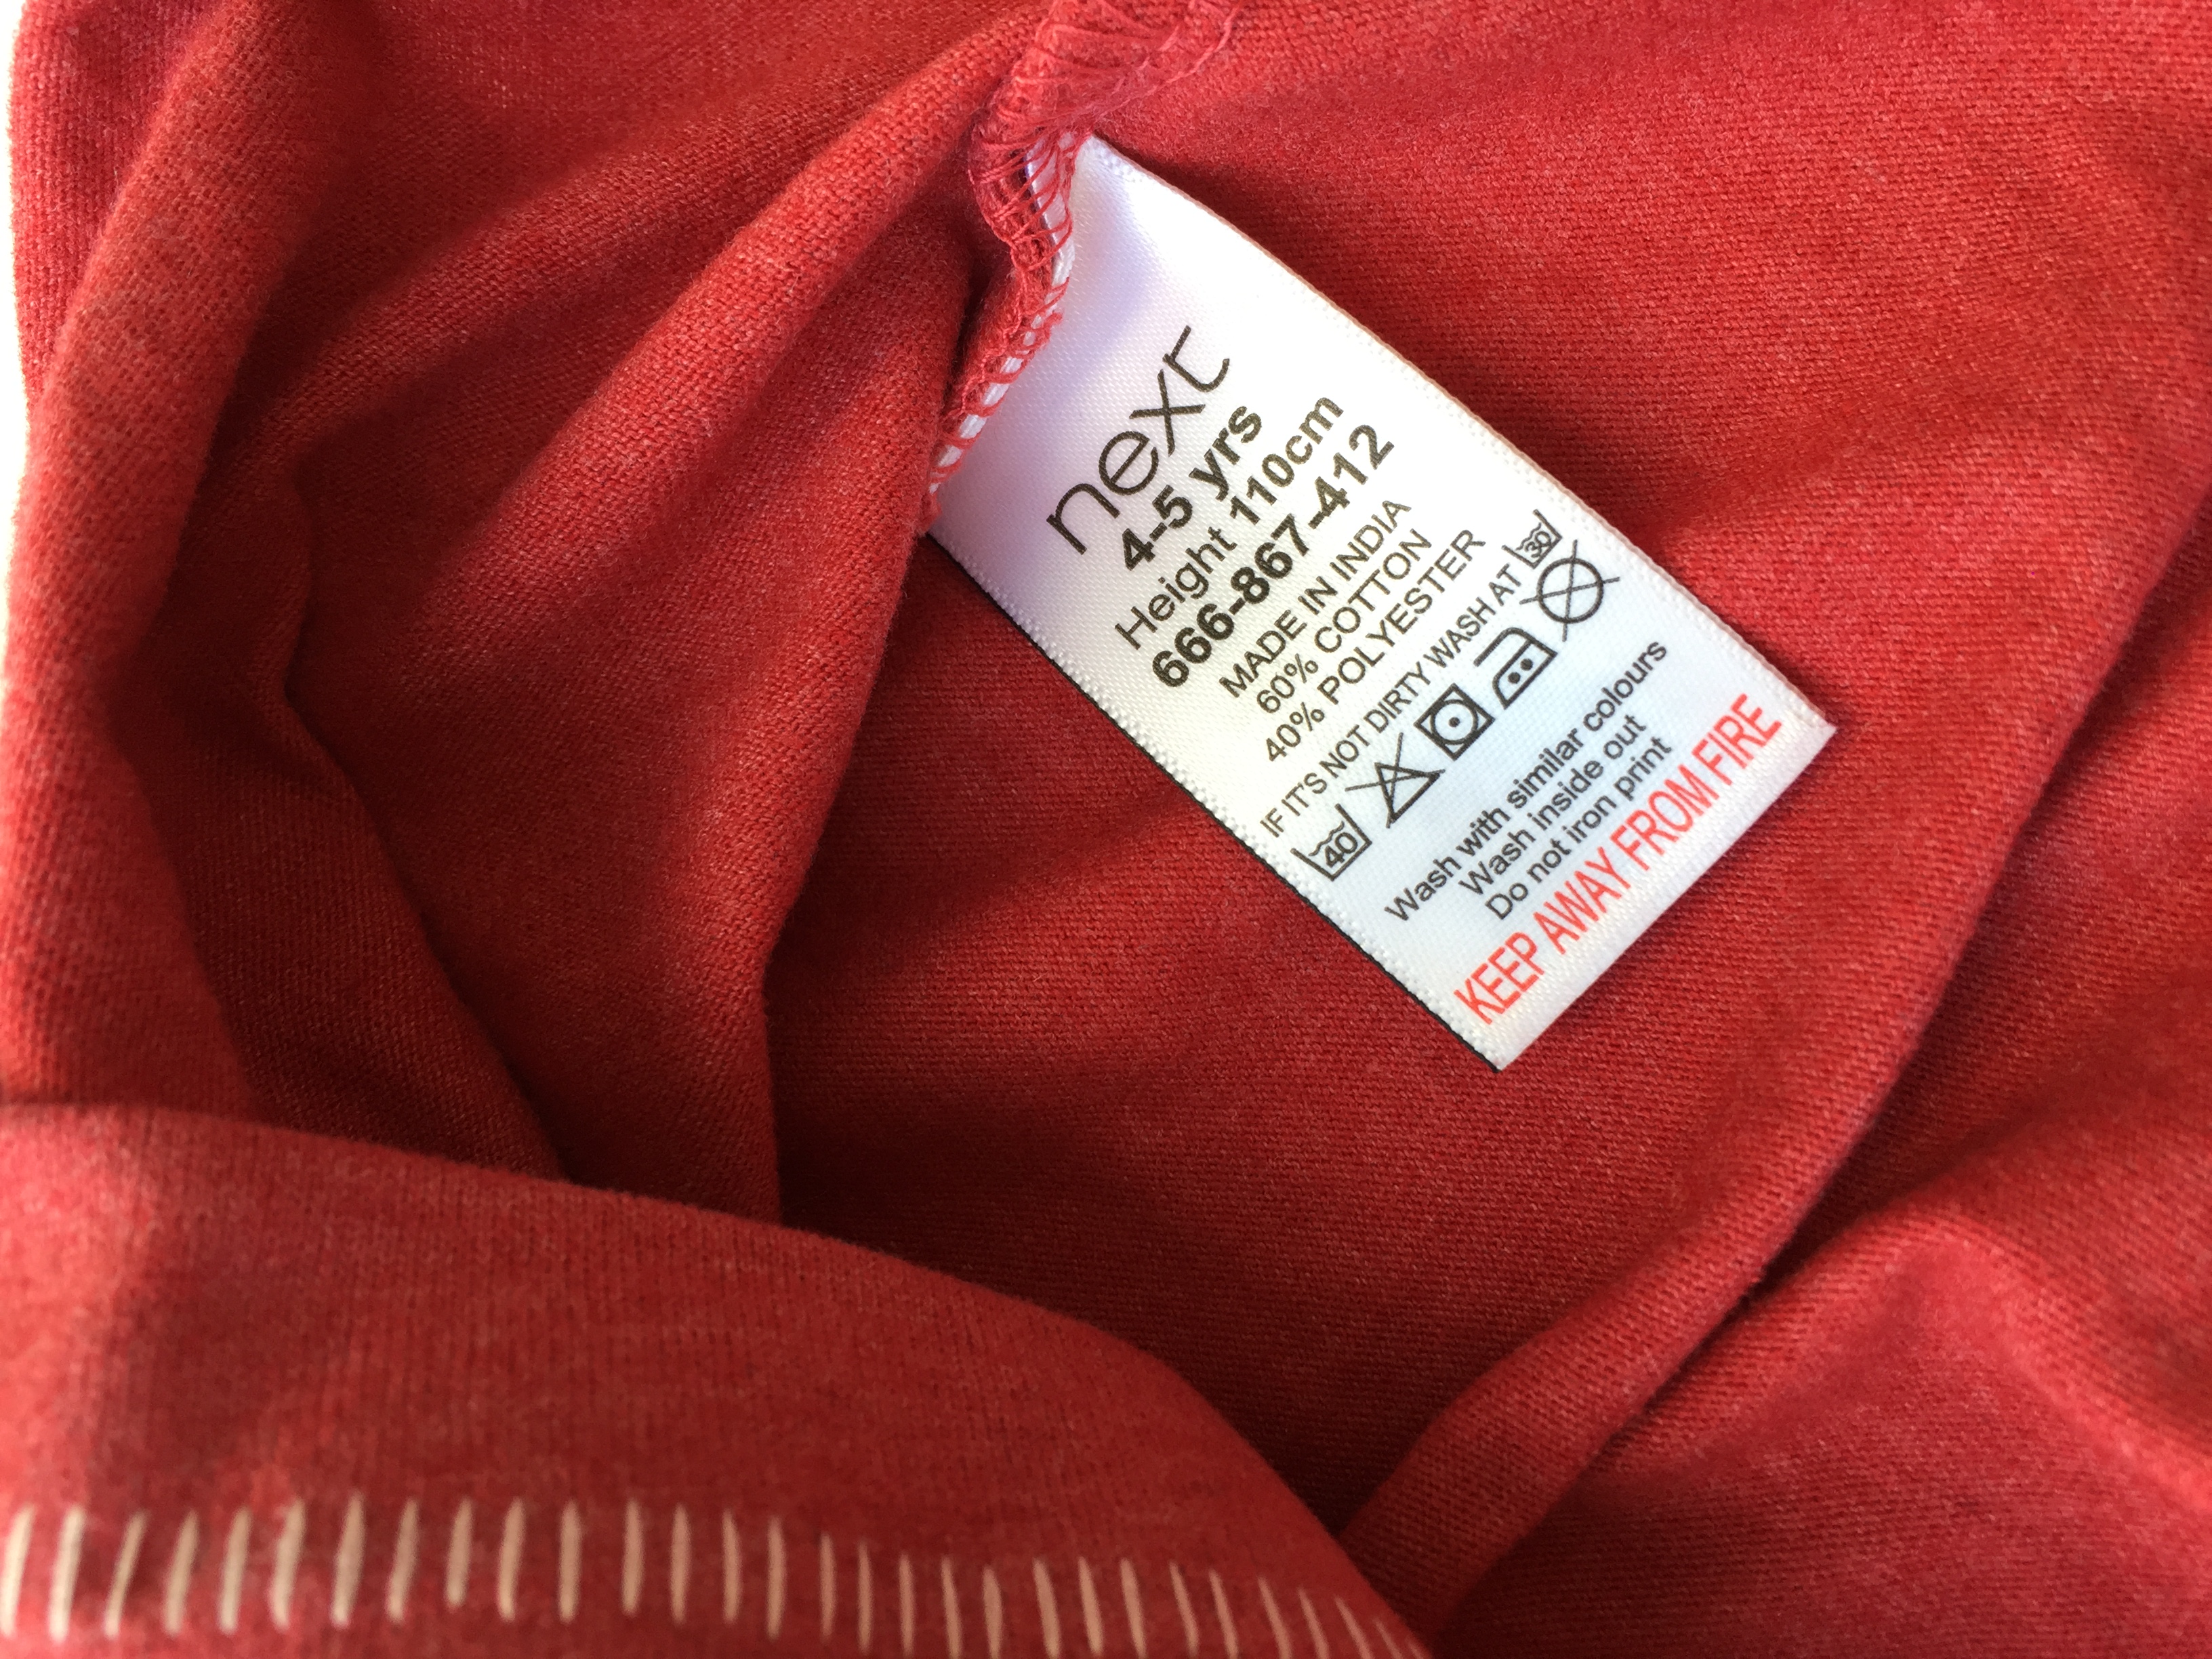 next
4-5 yrs
Height 110cm
666-867-412
MADE IN INDIA
60% COTTON
40% POLYESTER
IF IT'S NOT DIRTY WASH AT 30
40
Wash with similar colours
Wash inside out
Do not iron print
KEEP AWAY FROM FIRE